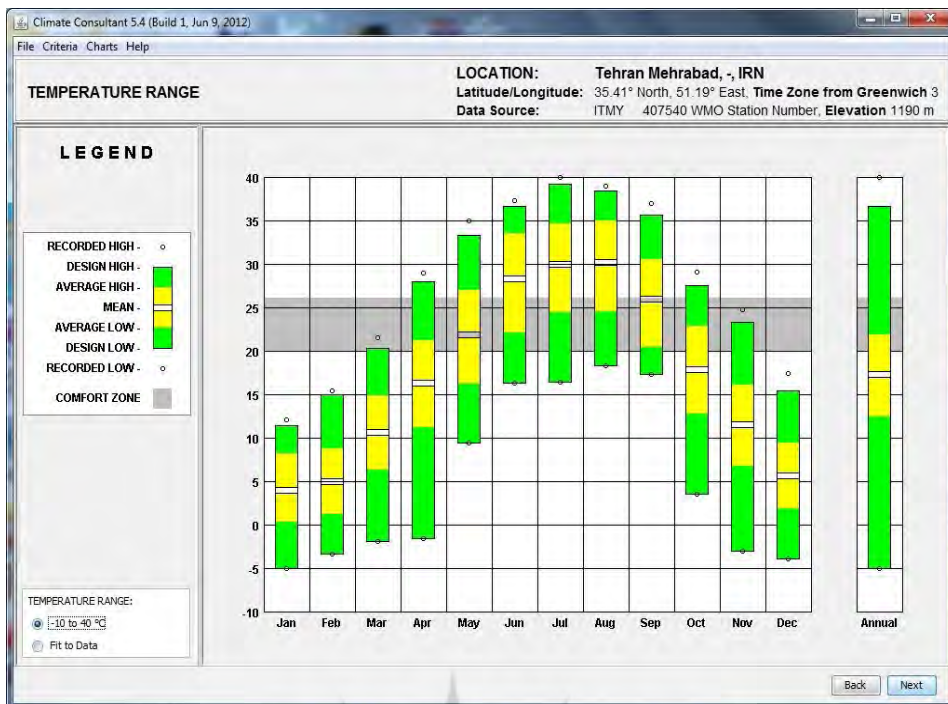 Climate Consultant 5.4 (Build 1, Jun 9, 2012)
File Criteria Charts Help
TEMPERATURE RANGE
LOCATION: Tehran Mehrabad, -, IRN
Latitude/Longitude: 35.41° North, 51.19° East, Time Zone from Greenwich 3
Data Source: ITMY 407540 WMO Station Number, Elevation 1190 m
LEGEND
RECORDED HIGH -
DESIGN HIGH -
AVERAGE HIGH -
MEAN -
AVERAGE LOW -
DESIGN LOW -
RECORDED LOW -
COMFORT ZONE
TEMPERATURE RANGE:
-10 to 40 °C
Fit to Data
40
35
30
25
20
15
10
5
0
-5
-10
Jan Feb Mar Apr May Jun Jul Aug Sep Oct Nov Dec Annual
Back Next